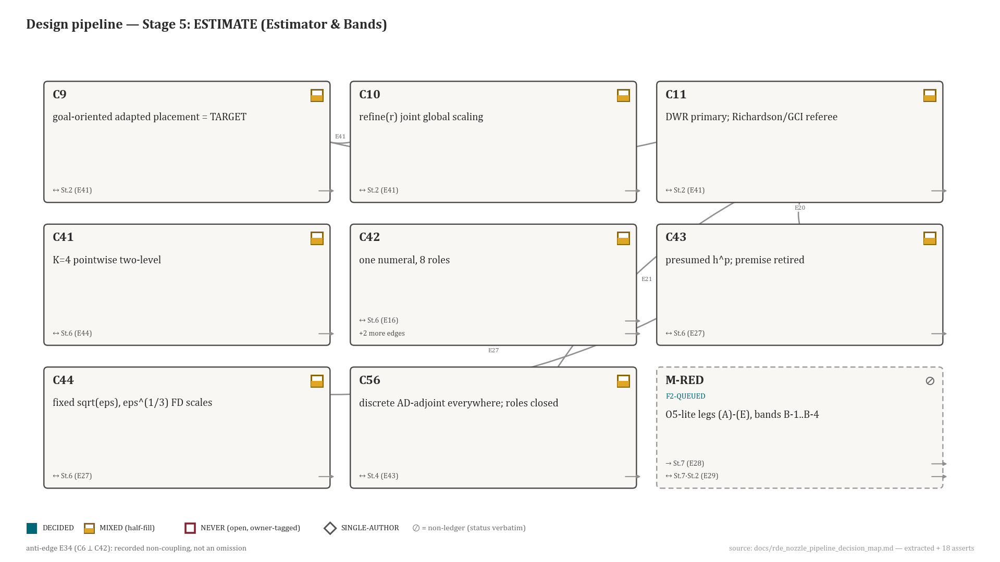 Design pipeline — Stage 5: ESTIMATE (Estimator & Bands)
C9
goal-oriented adapted placement = TARGET
↔ St.2 (E41)
E41
C10
refine(r) joint global scaling
↔ St.2 (E41)
C11
DWR primary; Richardson/GCI referee
↔ St.2 (E41)
E20
C41
K=4 pointwise two-level
↔ St.6 (E44)
C42
one numeral, 8 roles
↔ St.6 (E16)
+2 more edges
E21
C43
presumed h^p; premise retired
↔ St.6 (E27)
E27
C44
fixed sqrt(eps), eps^(1/3) FD scales
↔ St.6 (E27)
C56
discrete AD-adjoint everywhere; roles closed
↔ St.4 (E43)
M-RED
F2-QUEUED
O5-lite legs (A)-(E), bands B-1..B-4
→ St.7 (E28)
↔ St.7·St.2 (E29)
DECIDED
MIXED (half-fill)
NEVER (open, owner-tagged)
SINGLE-AUTHOR
∅ = non-ledger (status verbatim)
anti-edge E34 (C6 ⊥ C42): recorded non-coupling, not an omission
source: docs/rde_nozzle_pipeline_decision_map.md — extracted + 18 asserts